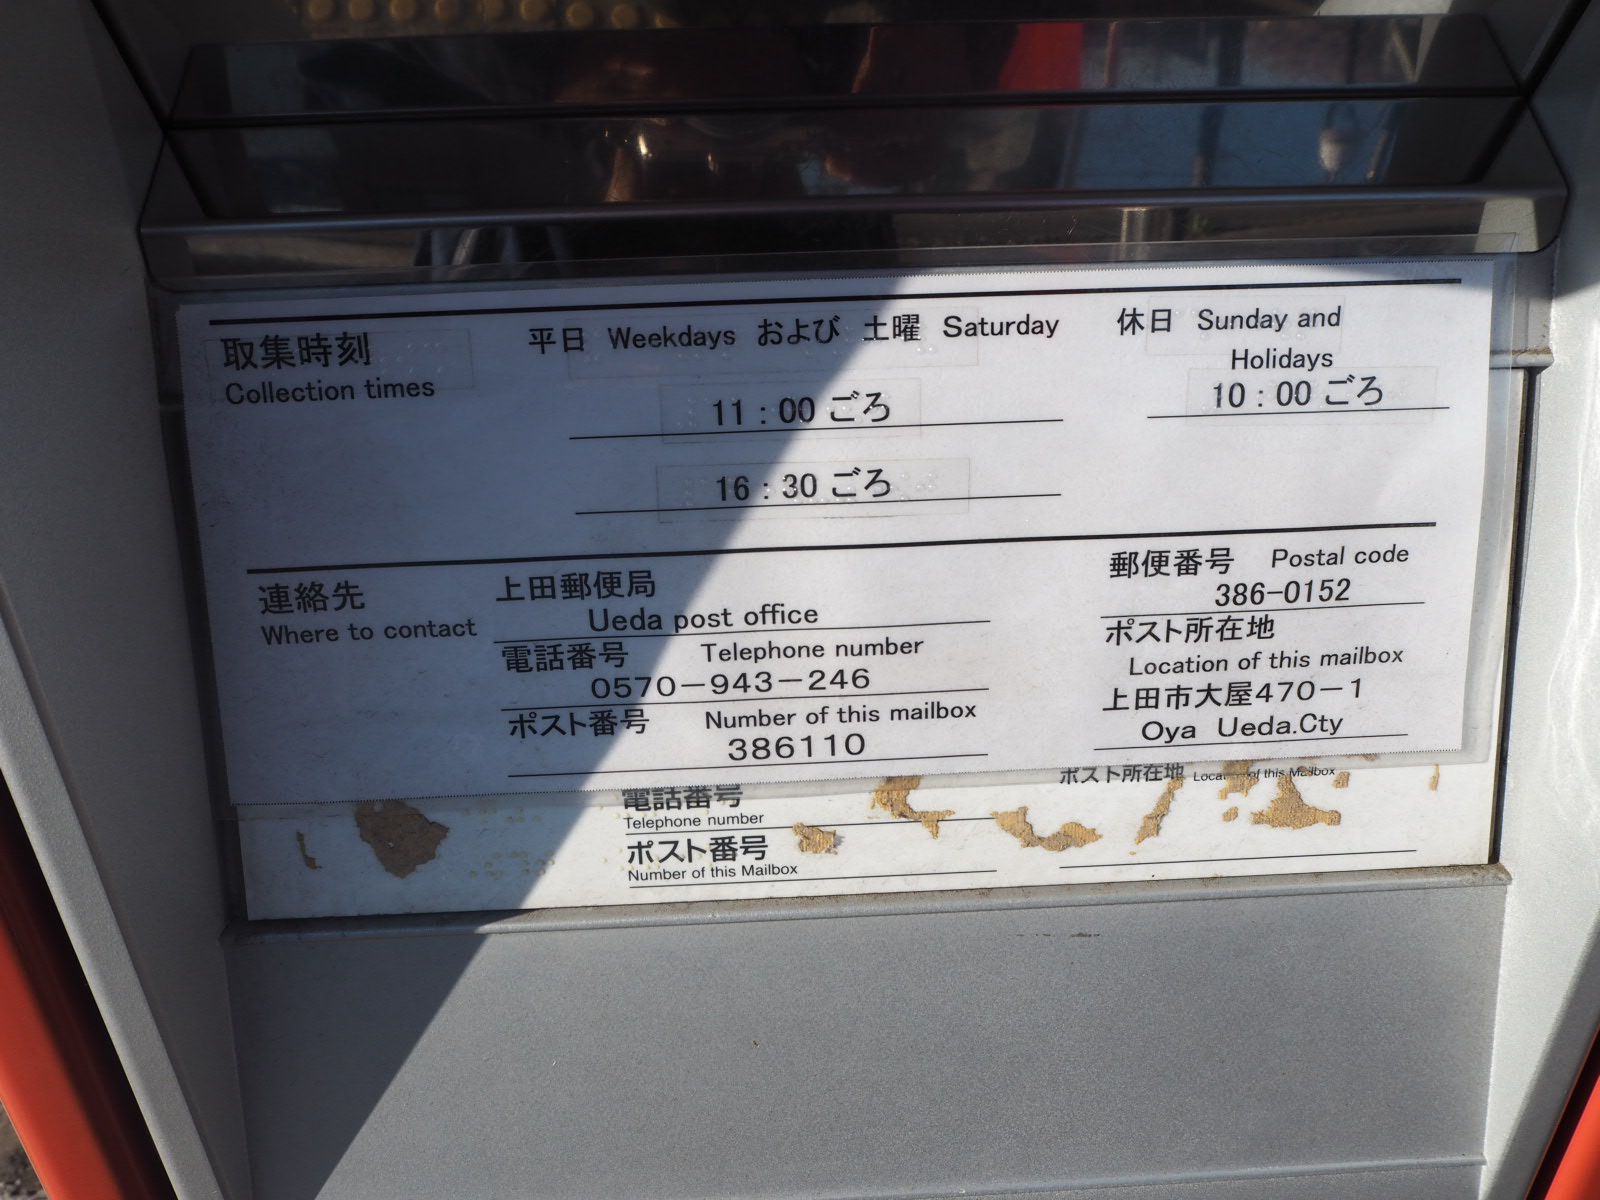 取集時刻 平日 Weekdays および 土曜 Saturday 休日 Sunday and
Collection times Holidays
11:00ごろ 10:00ごろ
16:30ごろ
連絡先 上田郵便局 郵便番号 Postal code
Where to contact Ueda post office 386-0152
電話番号 Telephone number ポスト所在地
0570-943-246 Location of this mailbox
ポスト番号 Number of this mailbox 上田市大屋470-1
386110 Oya Ueda.Cty
電話番号 ポスト所在地 Location of this Mailbox
Telephone number
ポスト番号
Number of this Mailbox